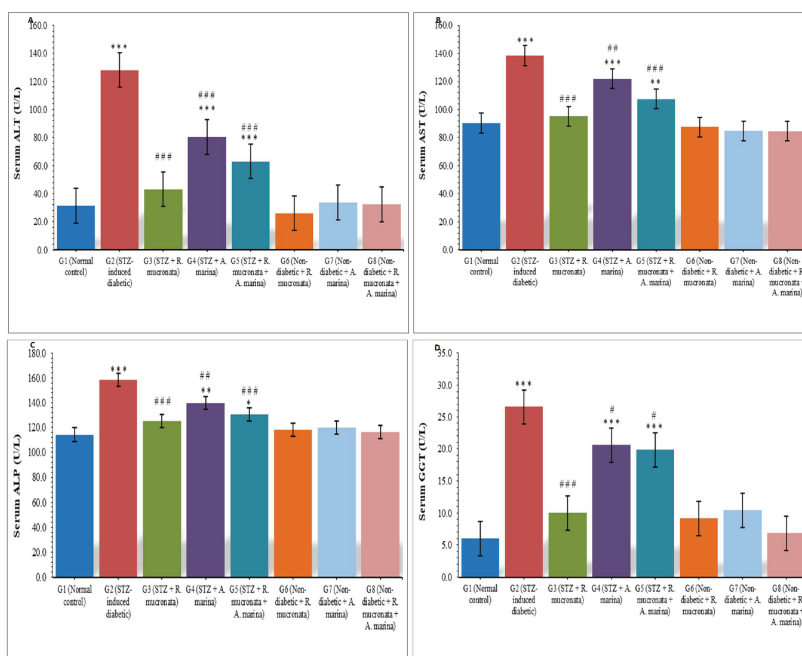 A
Serum ALT (U/L)
160.0
140.0
120.0
100.0
80.0
60.0
40.0
20.0
0.0
***
###
###
***
###
***
G1 (Normal
control)
G2 (STZ-
induced
diabetic)
G3 (STZ + R.
mucronata)
G4 (STZ + A.
marina)
G5 (STZ + R.
mucronata +
A. marina)
G6 (Non-
diabetic + R.
mucronata)
G7 (Non-
diabetic + A.
marina)
G8 (Non-
diabetic + R.
mucronata +
A. marina)
B
Serum AST (U/L)
160.0
140.0
120.0
100.0
80.0
60.0
40.0
20.0
0.0
***
###
##
***
###
**
G1 (Normal
control)
G2 (STZ-
induced
diabetic)
G3 (STZ + R.
mucronata)
G4 (STZ + A.
marina)
G5 (STZ + R.
mucronata +
A. marina)
G6 (Non-
diabetic + R.
mucronata)
G7 (Non-
diabetic + A.
marina)
G8 (Non-
diabetic + R.
mucronata +
A. marina)
C
Serum ALP (U/L)
180.0
160.0
140.0
120.0
100.0
80.0
60.0
40.0
20.0
0.0
***
###
##
**
###
*
G1 (Normal
control)
G2 (STZ-
induced
diabetic)
G3 (STZ + R.
mucronata)
G4 (STZ + A.
marina)
G5 (STZ + R.
mucronata +
A. marina)
G6 (Non-
diabetic + R.
mucronata)
G7 (Non-
diabetic + A.
marina)
G8 (Non-
diabetic + R.
mucronata +
A. marina)
D
Serum GGT (U/L)
35.0
30.0
25.0
20.0
15.0
10.0
5.0
0.0
***
###
#
***
#
***
G1 (Normal
control)
G2 (STZ-
induced
diabetic)
G3 (STZ + R.
mucronata)
G4 (STZ + A.
marina)
G5 (STZ + R.
mucronata +
A. marina)
G6 (Non-
diabetic + R.
mucronata)
G7 (Non-
diabetic + A.
marina)
G8 (Non-
diabetic + R.
mucronata +
A. marina)